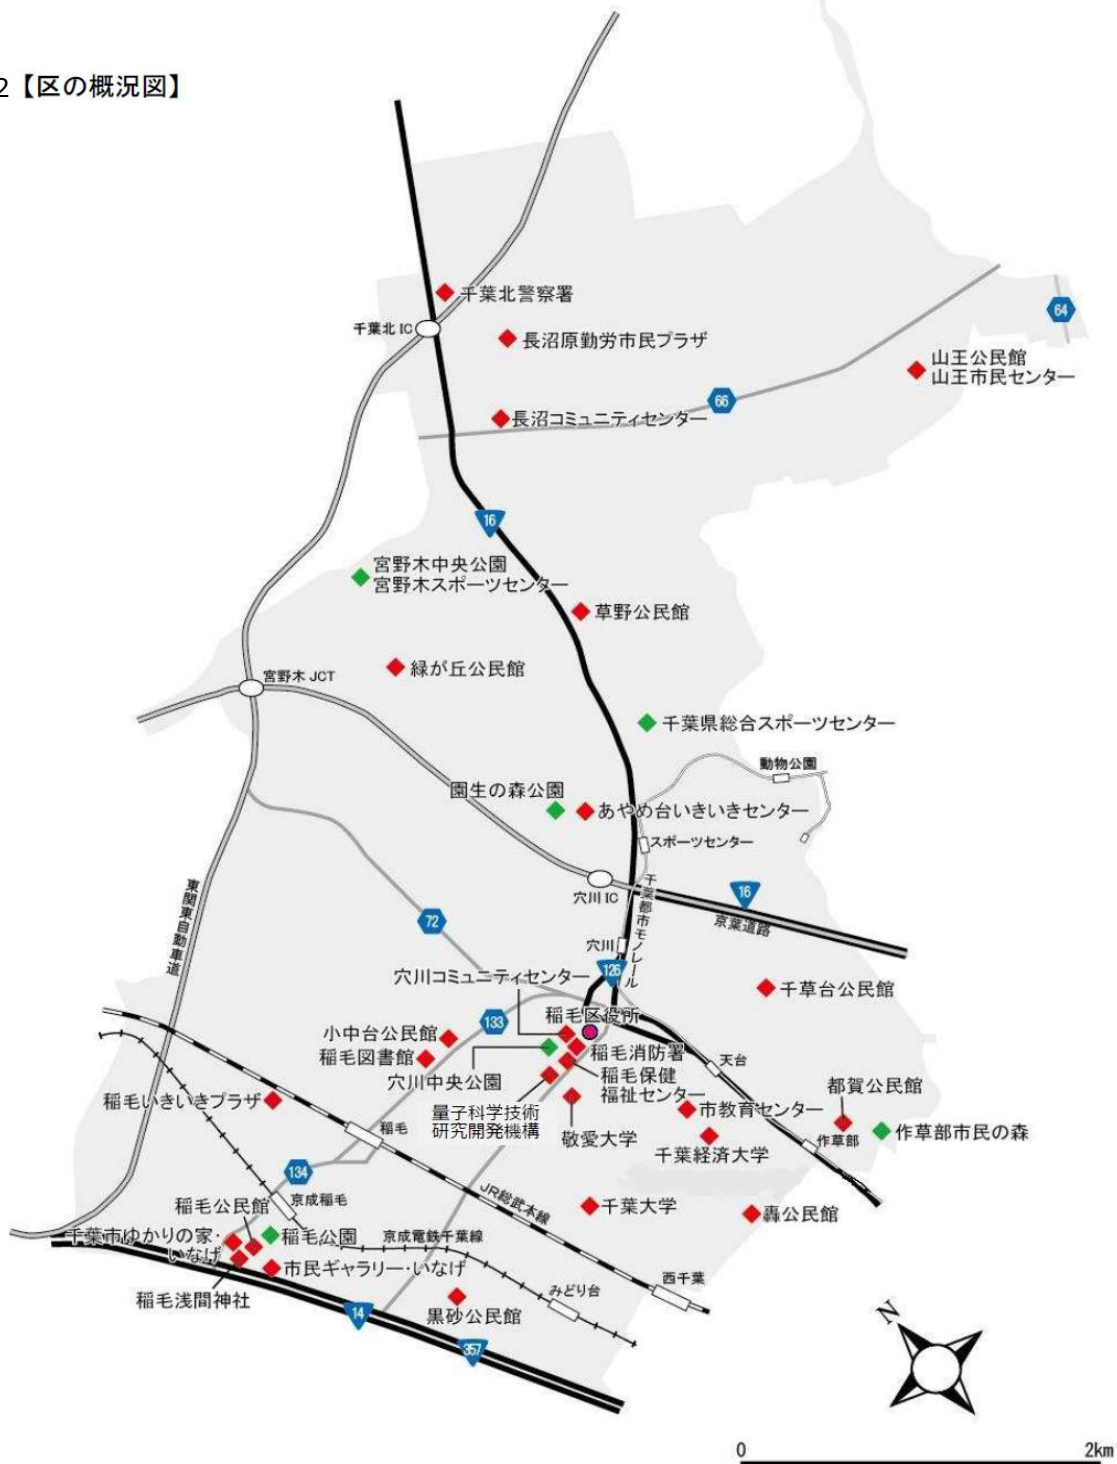 2【区の概況図】
千葉北警察署
千葉北IC
長沼原勤労市民プラザ
64
山王公民館
山王市民センター
66
長沼コミュニティセンター
16
宮野木中央公園
宮野木スポーツセンター
草野公民館
緑が丘公民館
宮野木JCT
千葉県総合スポーツセンター
動物公園
園生の森公園
あやめ台いきいきセンター
スポーツセンター
穴川IC
千葉都市モノレール
16
京葉道路
東関東自動車道
72
穴川
126
穴川コミュニティセンター
千草台公民館
稲毛区役所
133
小中台公民館
稲毛図書館
稲毛消防署
穴川中央公園
稲毛保健
福祉センター
天台
都賀公民館
稲毛いきいきプラザ
量子科学技術
研究開発機構
敬愛大学
市教育センター
作草部
作草部市民の森
稲毛
千葉経済大学
134
京成稲毛
JR総武本線
稲毛公民館
千葉大学
轟公民館
千葉市ゆかりの家・
いなげ
稲毛公園
京成電鉄千葉線
市民ギャラリー・いなげ
西千葉
稲毛浅間神社
みどり台
14
黒砂公民館
357
N
0
2km